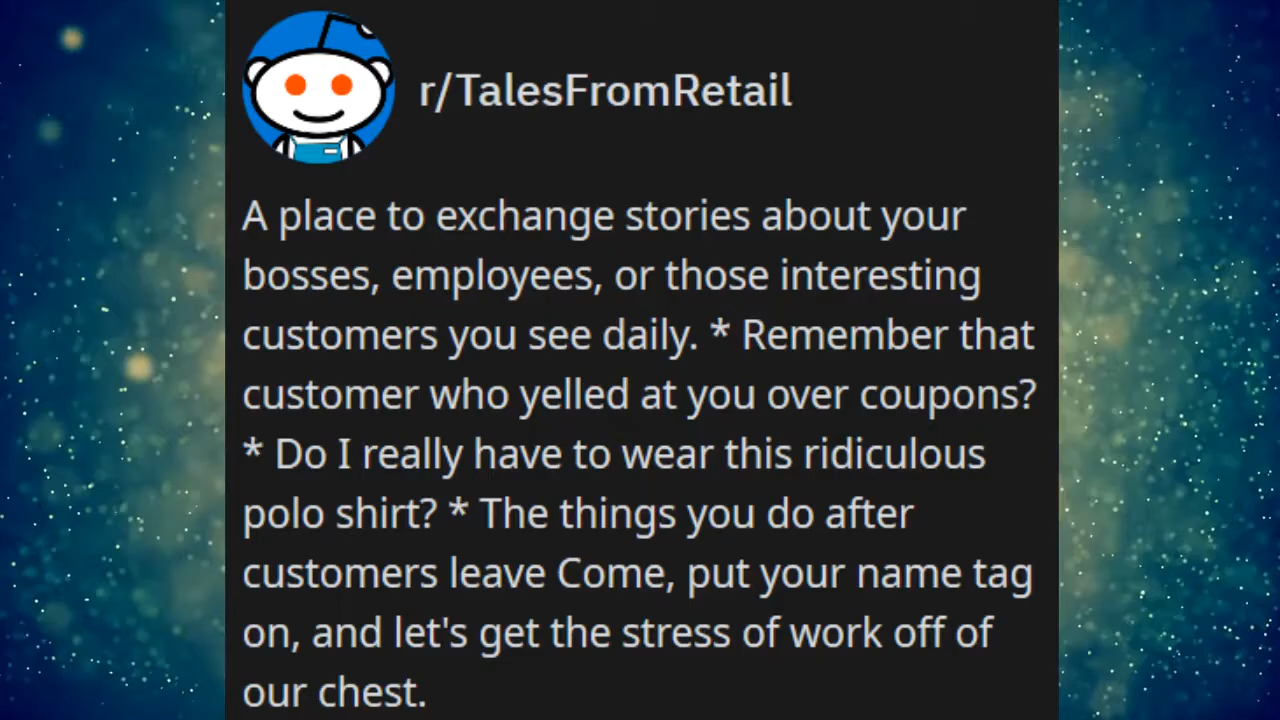 r/TalesFromRetail
A place to exchange stories about your
bosses, employees, or those interesting
customers you see daily. * Remember that
customer who yelled at you over coupons?
* Do I really have to wear this ridiculous
polo shirt? * The things you do after
customers leave Come, put your name tag
on, and let's get the stress of work off of
our chest.